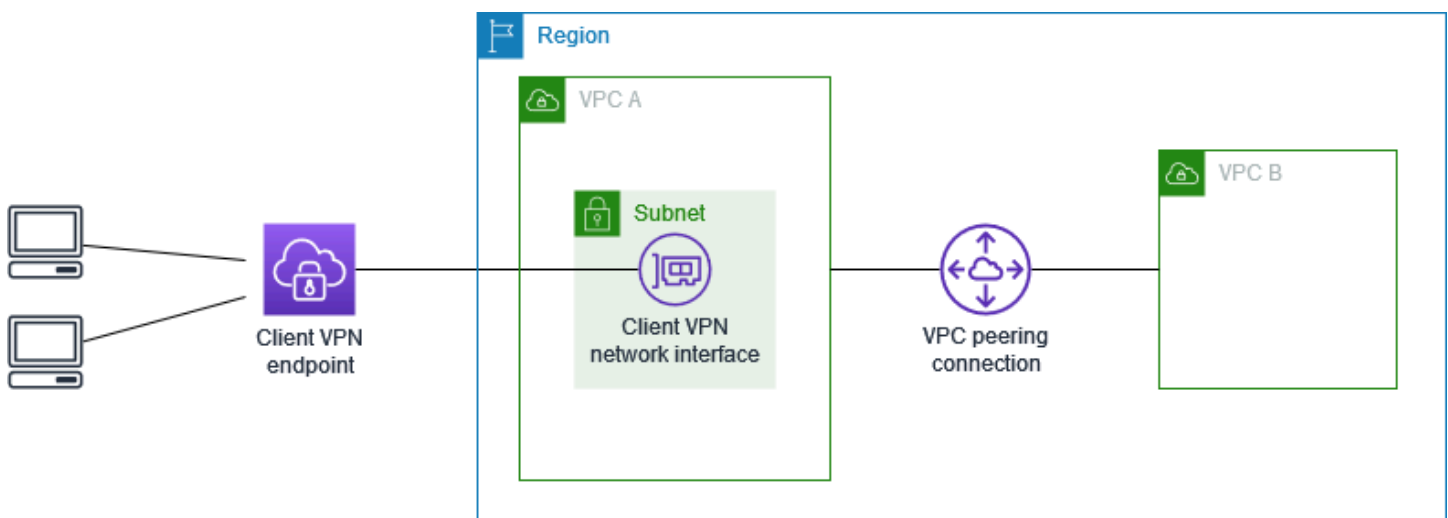 Region
VPC A
VPC B
Subnet
Client VPN
endpoint
Client VPN
network interface
VPC peering
connection